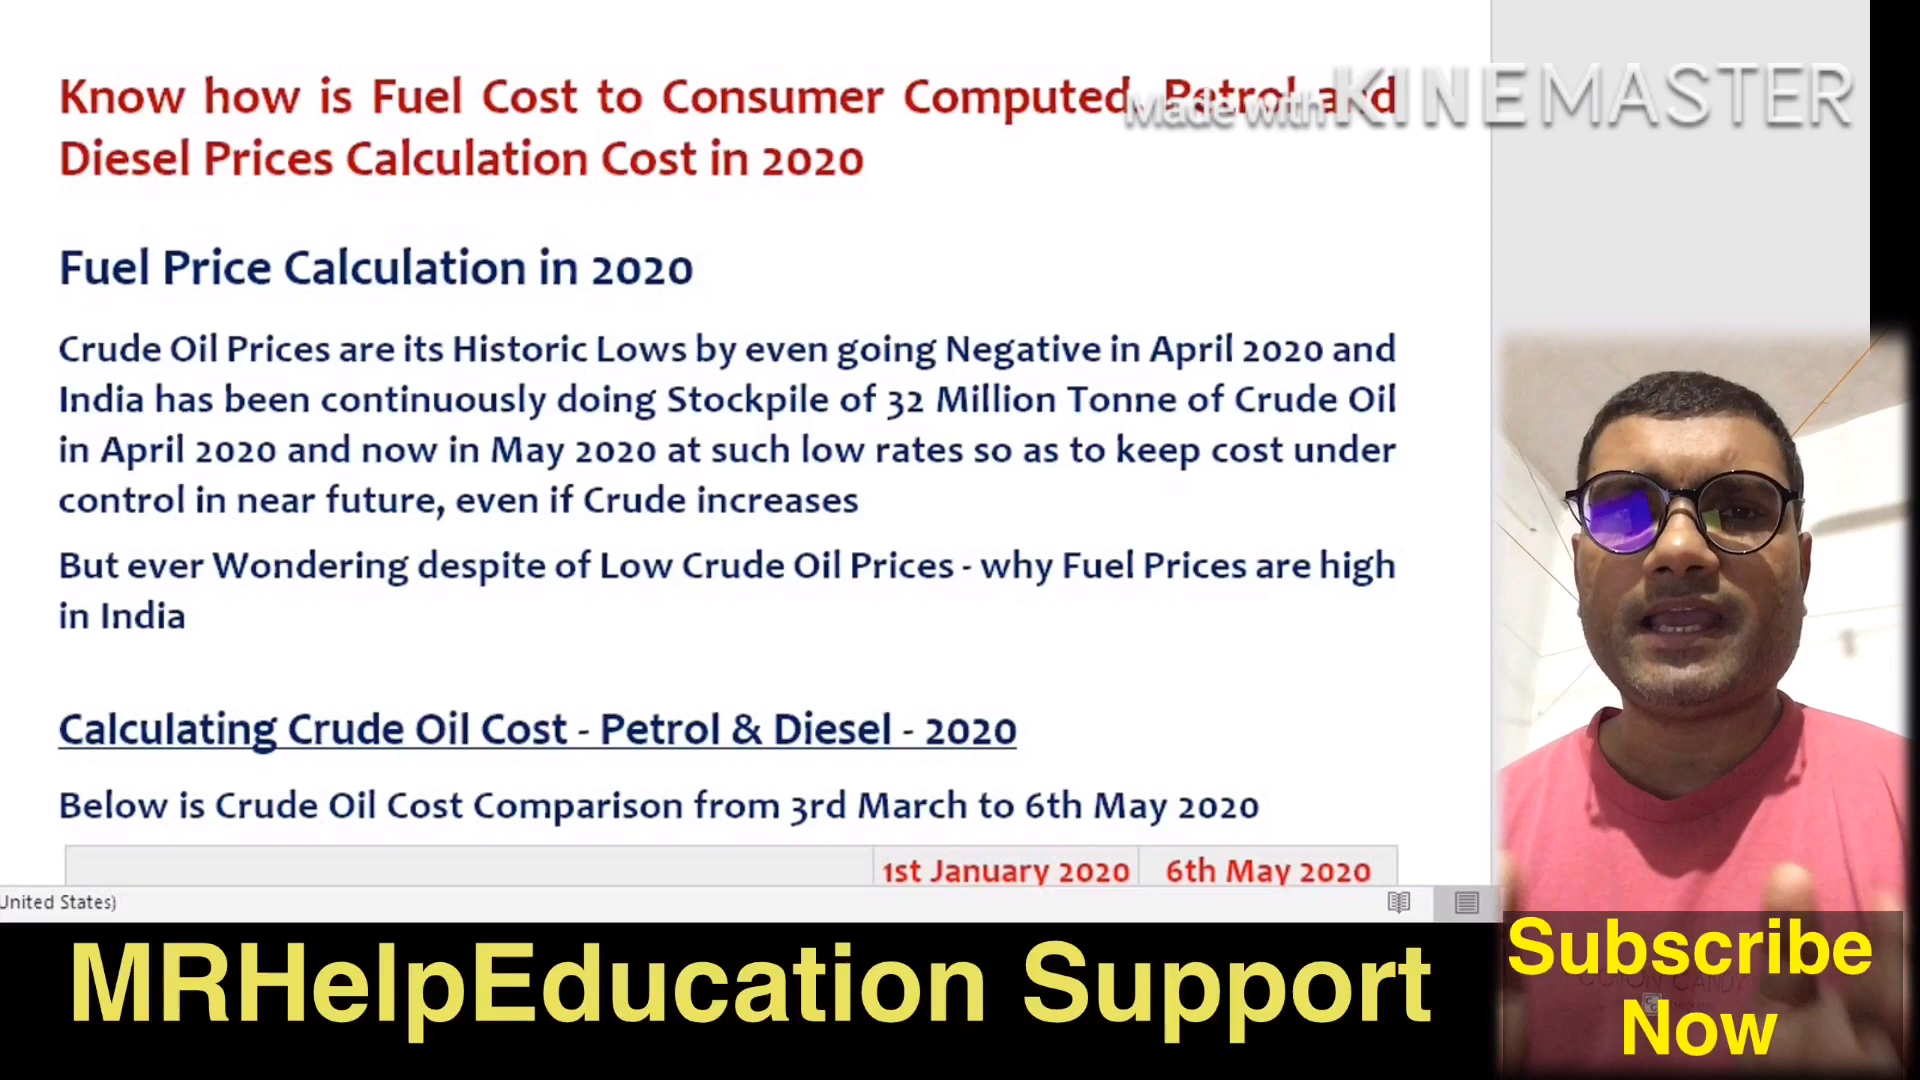 Know how is Fuel Cost to Consumer Computed, Petrol and
Diesel Prices Calculation Cost in 2020
Made with KINEMASTER
Fuel Price Calculation in 2020
Crude Oil Prices are its Historic Lows by even going Negative in April 2020 and
India has been continuously doing Stockpile of 32 Million Tonne of Crude Oil
in April 2020 and now in May 2020 at such low rates so as to keep cost under
control in near future, even if Crude increases
But ever Wondering despite of Low Crude Oil Prices - why Fuel Prices are high
in India
Calculating Crude Oil Cost - Petrol & Diesel - 2020
Below is Crude Oil Cost Comparison from 3rd March to 6th May 2020
1st January 2020 6th May 2020
United States)
MRHelpEducation Support
Subscribe
Now